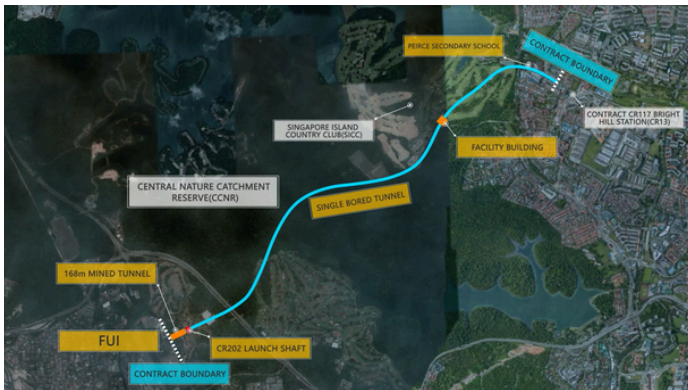 PEIRCE SECONDARY SCHOOL
CONTRACT BOUNDARY
CONTRACT CR117 BRIGHT
HILL STATION(CR13)
SINGAPORE ISLAND
COUNTRY CLUB(SICC)
FACILITY BUILDING
CENTRAL NATURE CATCHMENT
RESERVE(CCNR)
SINGLE BORED TUNNEL
168m MINED TUNNEL
FUI
CR202 LAUNCH SHAFT
CONTRACT BOUNDARY